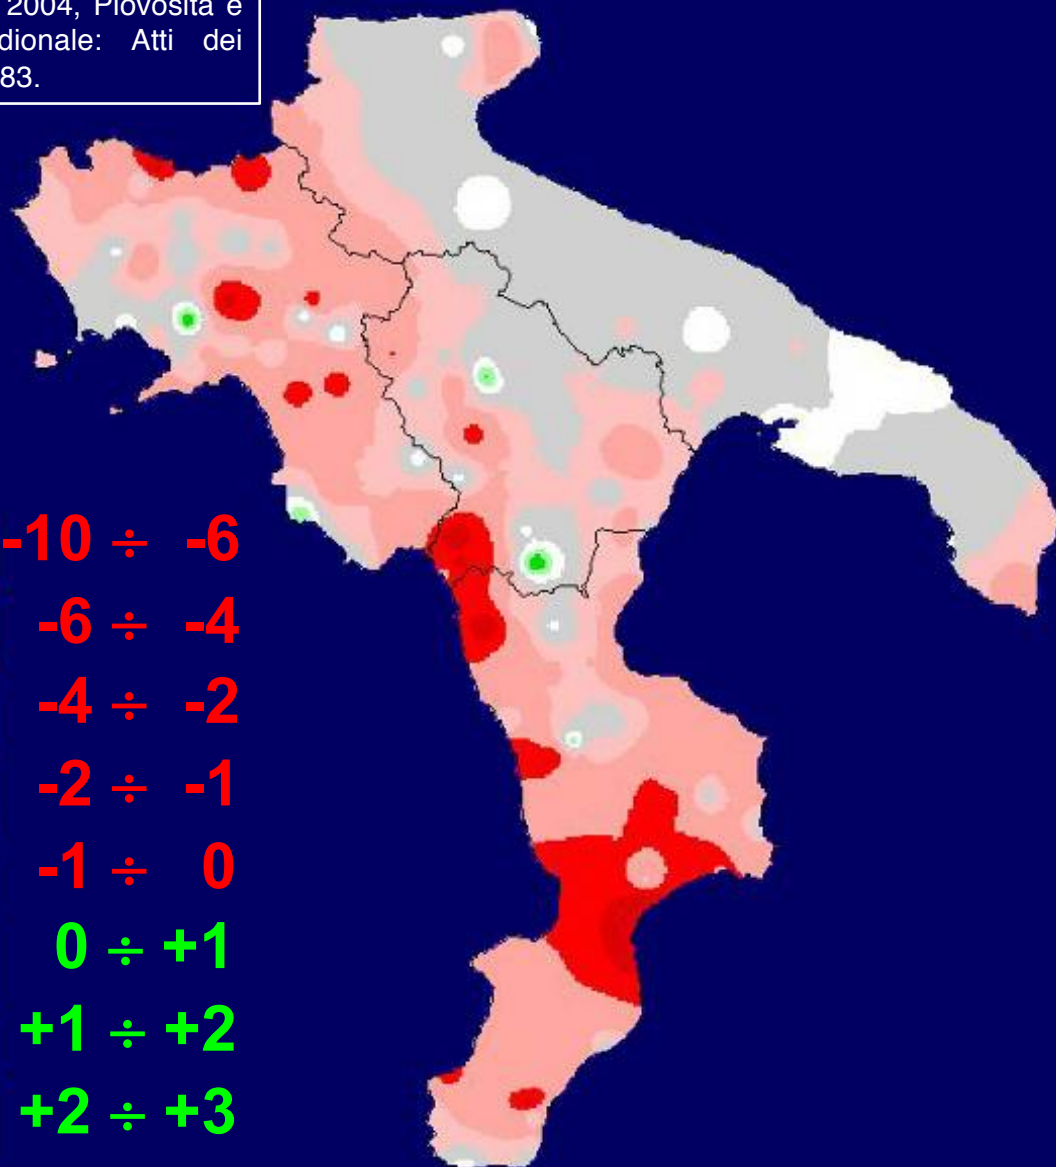 2004, Piovosità e
dionale: Atti dei
83.
-10 ÷ -6
-6 ÷ -4
-4 ÷ -2
-2 ÷ -1
-1 ÷ 0
0 ÷ +1
+1 ÷ +2
+2 ÷ +3